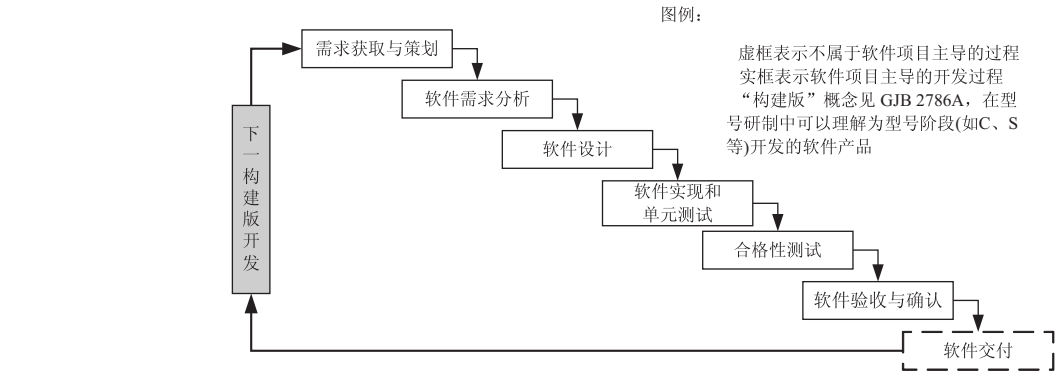 图例：
虚框表示不属于软件项目主导的过程
实框表示软件项目主导的开发过程
“构建版”概念见 GJB 2786A，在型
号研制中可以理解为型号阶段(如C、S
等)开发的软件产品
需求获取与策划
软件需求分析
软件设计
软件实现和
单元测试
合格性测试
软件验收与确认
软件交付
下一构建版开发